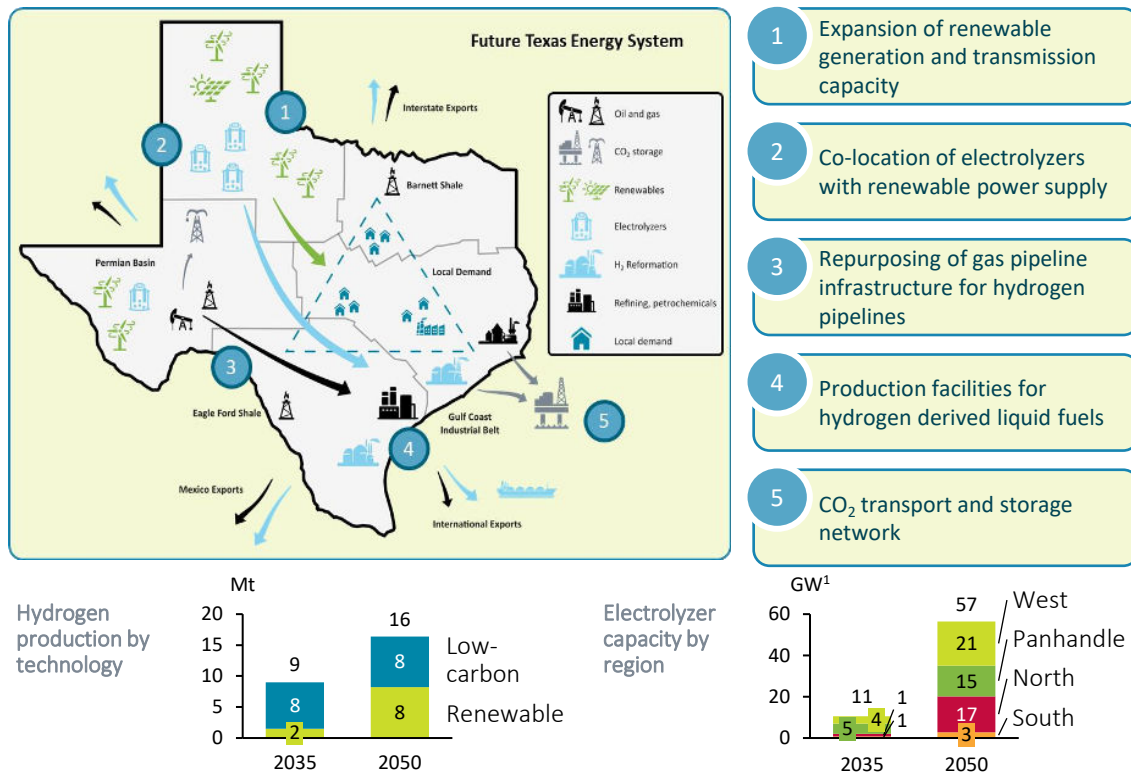 Future Texas Energy System
Interstate Exports
1
2
Barnett Shale
Permian Basin
Local Demand
3
Eagle Ford Shale
Gulf Coast
Industrial Belt
4
5
Mexico Exports
International Exports
Oil and gas
CO₂ storage
Renewables
Electrolyzers
H₂ Reformation
Refining, petrochemicals
Local demand
1
Expansion of renewable
generation and transmission
capacity
2
Co-location of electrolyzers
with renewable power supply
3
Repurposing of gas pipeline
infrastructure for hydrogen
pipelines
4
Production facilities for
hydrogen derived liquid fuels
5
CO₂ transport and storage
network
Hydrogen
production by
technology
Mt
20
15
10
5
0
9
8
2
2035
16
8
8
2050
Low-
carbon
Renewable
Electrolyzer
capacity by
region
GW¹
60
40
20
0
11
1
4
1
5
2035
57
21
15
17
3
2050
West
Panhandle
North
South